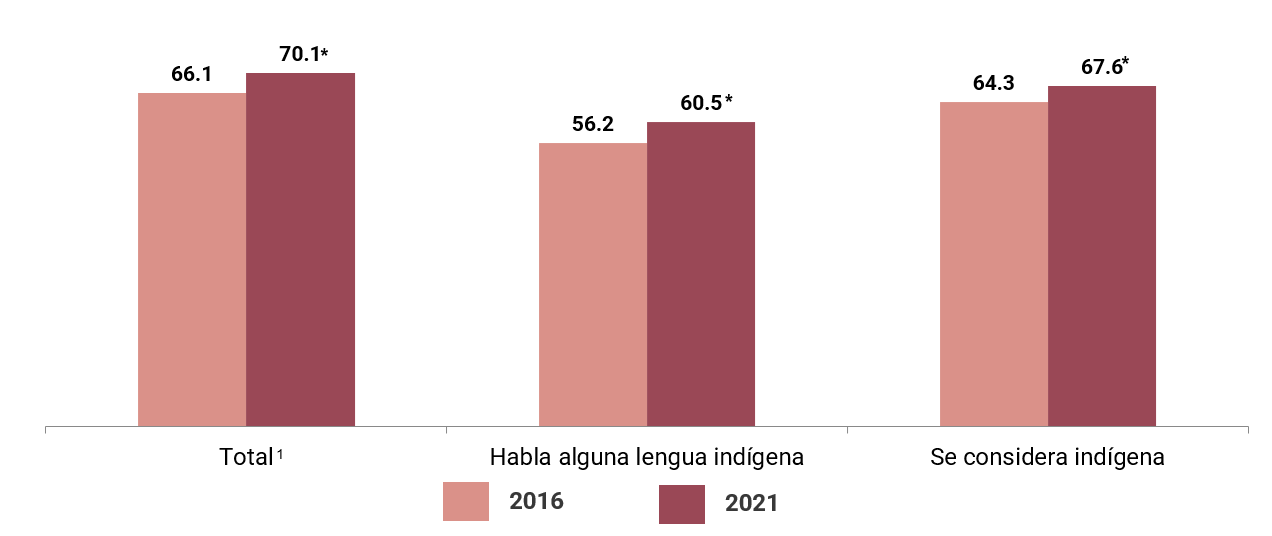 66.1
70.1*
56.2
60.5*
64.3
67.6*
Total¹
Habla alguna lengua indígena
Se considera indígena
2016
2021